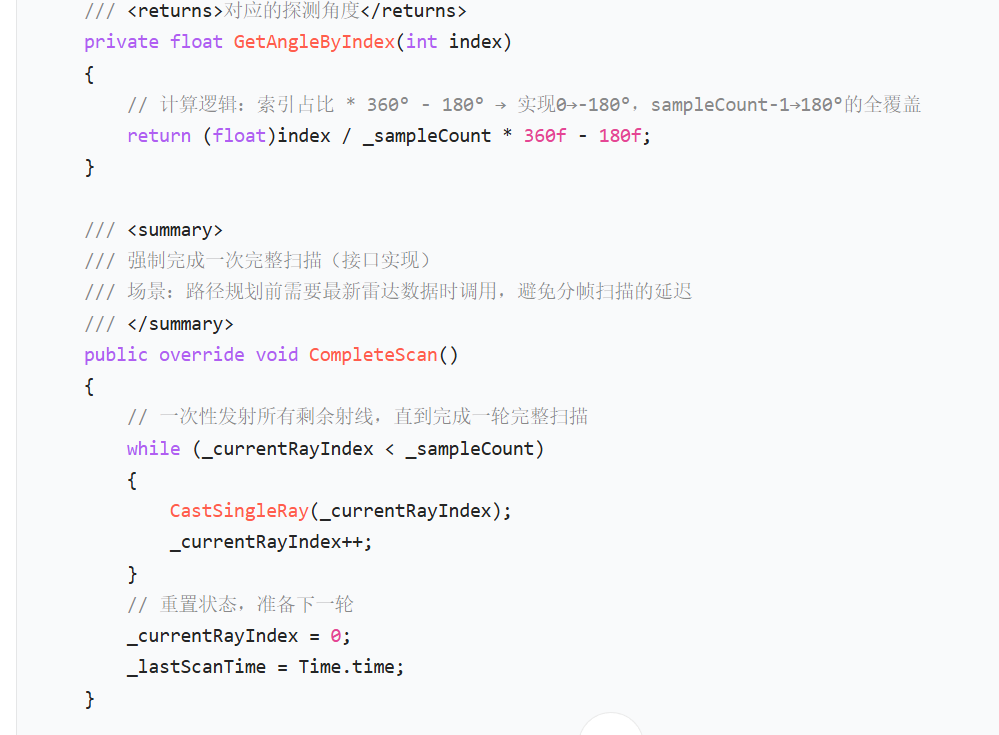 /// <returns>对应的探测角度</returns>
private float GetAngleByIndex(int index)
{
// 计算逻辑：索引占比 * 360° - 180° → 实现0→-180°，sampleCount-1→180°的全覆盖
return (float)index / _sampleCount * 360f - 180f;
}
/// <summary>
/// 强制完成一次完整扫描（接口实现）
/// 场景：路径规划前需要最新雷达数据时调用，避免分帧扫描的延迟
/// </summary>
public override void CompleteScan()
{
// 一次性发射所有剩余射线，直到完成一轮完整扫描
while (_currentRayIndex < _sampleCount)
{
CastSingleRay(_currentRayIndex);
_currentRayIndex++;
}
// 重置状态，准备下一轮
_currentRayIndex = 0;
_lastScanTime = Time.time;
}